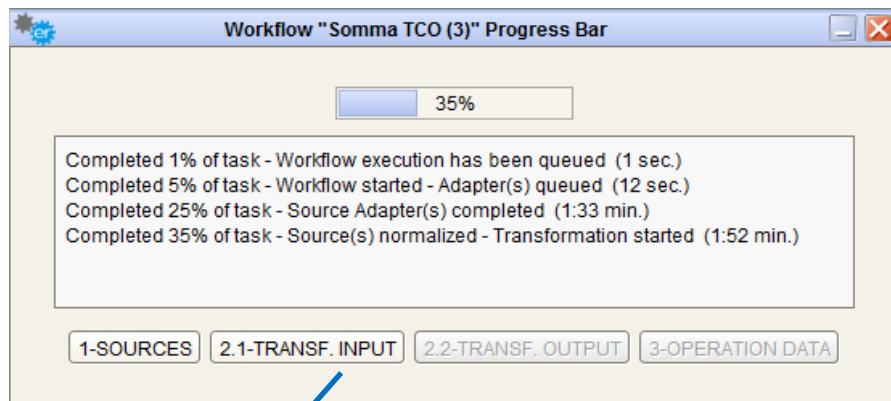 er
Workflow "Somma TCO (3)" Progress Bar
35%
Completed 1% of task - Workflow execution has been queued (1 sec.)
Completed 5% of task - Workflow started - Adapter(s) queued (12 sec.)
Completed 25% of task - Source Adapter(s) completed (1:33 min.)
Completed 35% of task - Source(s) normalized - Transformation started (1:52 min.)
1-SOURCES 2.1-TRANSF. INPUT 2.2-TRANSF. OUTPUT 3-OPERATION DATA